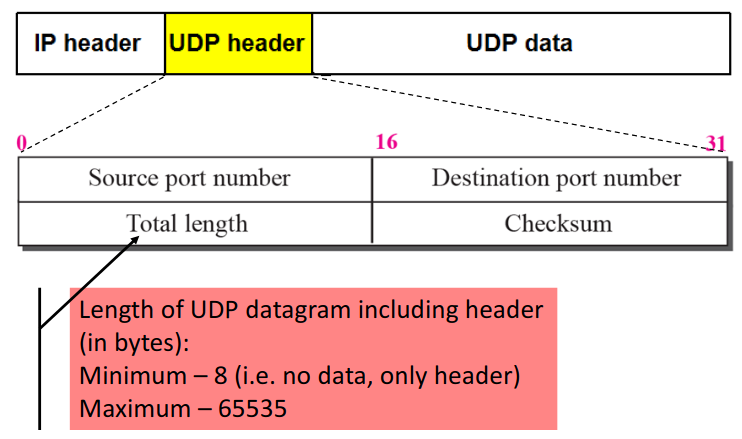 IP header UDP header UDP data
0 16 31
Source port number Destination port number
Total length Checksum
Length of UDP datagram including header
(in bytes):
Minimum – 8 (i.e. no data, only header)
Maximum – 65535